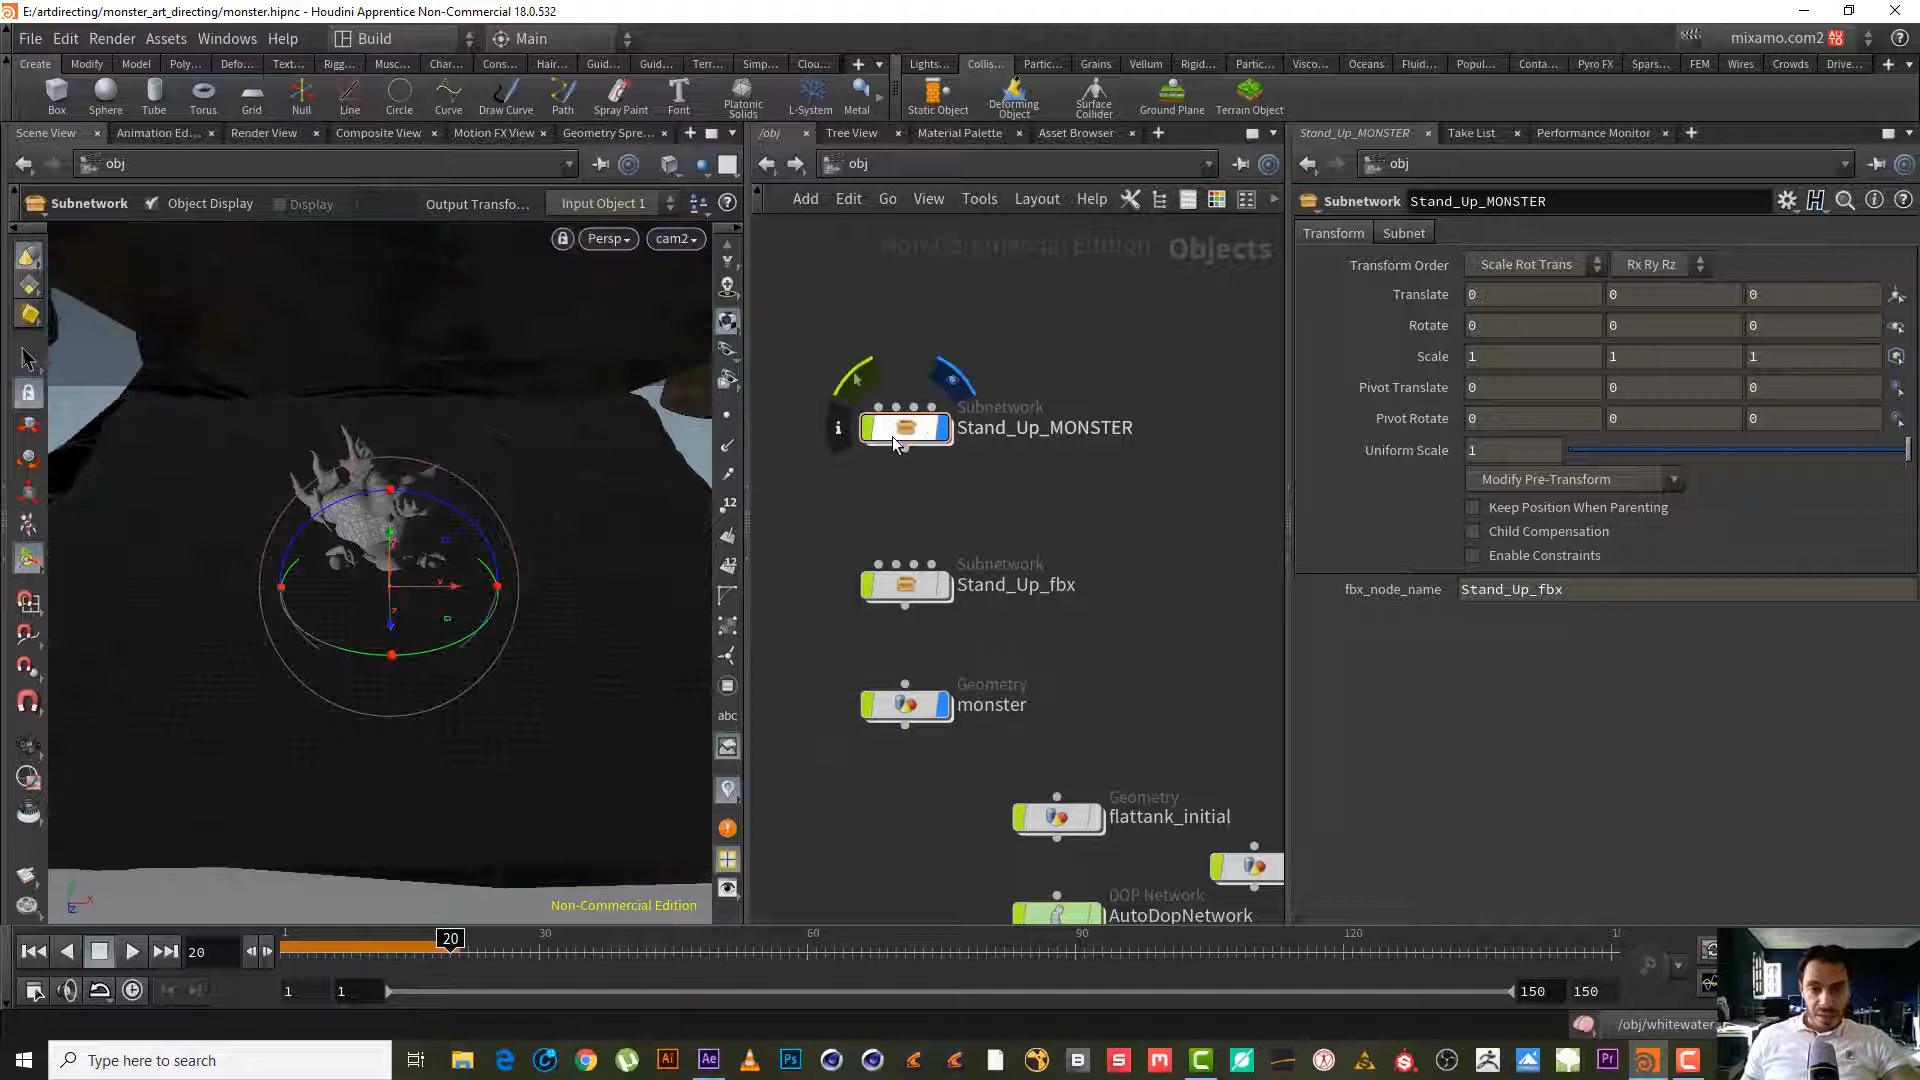 E:/artdirecting/monster_art_directing/monster.hipnc - Houdini Apprentice Non-Commercial 18.0.532
File Edit Render Assets Windows Help Build Main mixamo.com2 AUTO
Create Modify Model Poly... Defo... Text... Rigg... Musc... Char... Cons... Hair... Guid... Guid... Terr... Simp... Clou...
Lights... Collis... Partic... Grains Vellum Rigid... Partic... Visco... Oceans Fluid... Popul... Conta... Pyro FX Spars... FEM Wires Crowds Drive...
Box Sphere Tube Torus Grid Null Line Circle Curve Draw Curve Path Spray Paint Font Platonic Solids L-System Metal
Static Object Deforming Object Surface Collider Ground Plane Terrain Object
Scene View Animation Ed... Render View Composite View Motion FX View Geometry Spre...
/obj Tree View Material Palette Asset Browser
Stand_Up_MONSTER Take List Performance Monitor
obj
obj
obj
Subnetwork Object Display Display Output Transfo... Input Object 1
Add Edit Go View Tools Layout Help
Subnetwork Stand_Up_MONSTER
Transform Subnet
Persp cam2
Non-Commercial Edition Objects
Transform Order Scale Rot Trans Rx Ry Rz
Translate 0 0 0
Rotate 0 0 0
Scale 1 1 1
Pivot Translate 0 0 0
Pivot Rotate 0 0 0
Uniform Scale 1
Modify Pre-Transform
Keep Position When Parenting
Child Compensation
Enable Constraints
fbx_node_name Stand_Up_fbx
Subnetwork
Stand_Up_MONSTER
Subnetwork
Stand_Up_fbx
Geometry
monster
Geometry
flattank_initial
DOP Network
AutoDopNetwork
x
12
12
abc
Non-Commercial Edition
20 1 20 30 60 90 120
1 1 150 150
/obj/whitewater
Type here to search